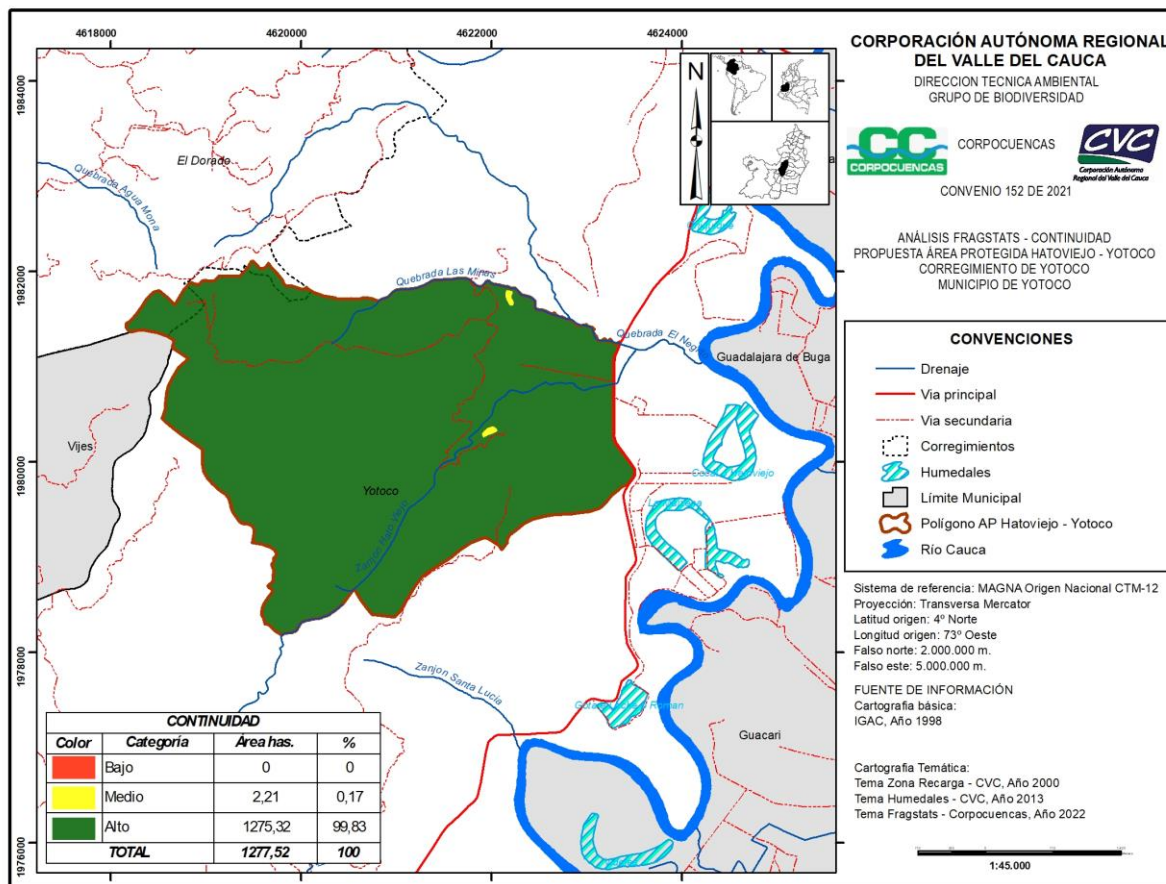 4618000
4620000
4622000
4624000
1984000
1982000
1980000
1978000
1976000
El Dorado
Quebrada Agua Mona
Quebrada Las Minas
Quebrada El Negr
Guadalajara de Buga
Vijes
Yotoco
Zanjon Hato Viejo
Zanjon Santa Lucía
Guacari
N
CONTINUIDAD
Color Categoría Área has. %
Bajo 0 0
Medio 2,21 0,17
Alto 1275,32 99,83
TOTAL 1277,52 100
CORPORACIÓN AUTÓNOMA REGIONAL
DEL VALLE DEL CAUCA
DIRECCION TECNICA AMBIENTAL
GRUPO DE BIODIVERSIDAD
CC
CORPOCUENCAS
CORPOCUENCAS
CVC
Corporación Autónoma
Regional del Valle del Cauca
CONVENIO 152 DE 2021
ANÁLISIS FRAGSTATS - CONTINUIDAD
PROPUESTA ÁREA PROTEGIDA HATOVIEJO - YOTOCO
CORREGIMIENTO DE YOTOCO
MUNICIPIO DE YOTOCO
CONVENCIONES
Drenaje
Via principal
Via secundaria
Corregimientos
Humedales
Límite Municipal
Polígono AP Hatoviejo - Yotoco
Río Cauca
Sistema de referencia: MAGNA Origen Nacional CTM-12
Proyección: Transversa Mercator
Latitud origen: 4º Norte
Longitud origen: 73º Oeste
Falso norte: 2.000.000 m.
Falso este: 5.000.000 m.
FUENTE DE INFORMACIÓN
Cartografía básica:
IGAC, Año 1998
Cartografia Temática:
Tema Zona Recarga - CVC, Año 2000
Tema Humedales - CVC, Año 2013
Tema Fragstats - Corpocuencas, Año 2022
1:45.000